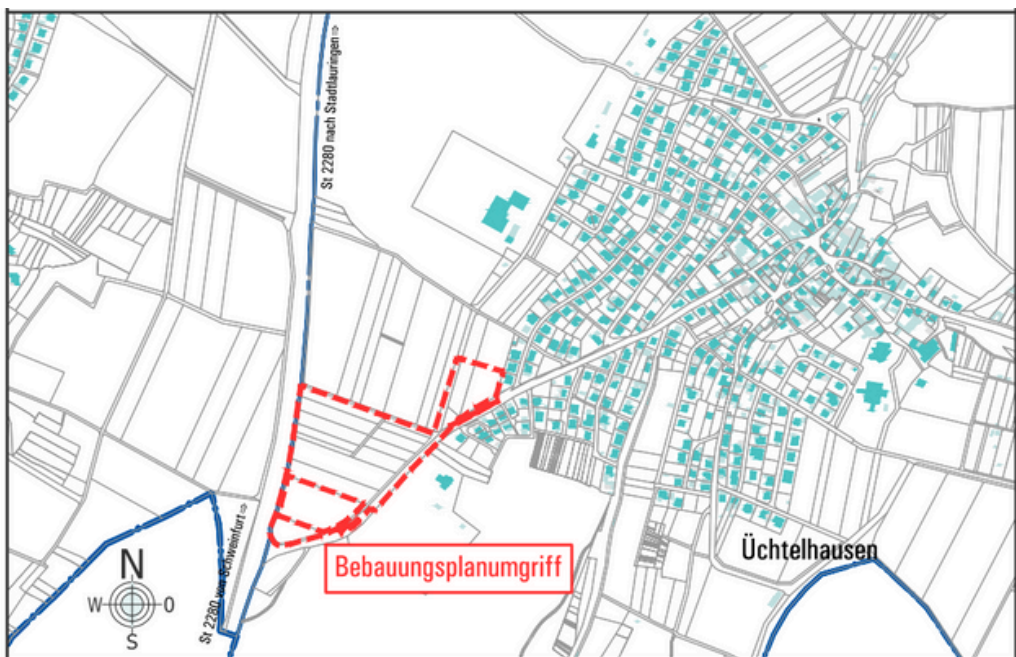 St 2280 nach Stadtlauringen ⇨
St 2280 von Schweinfurt ⇨
Bebauungsplanumgriff
Üchtelhausen
N
W O
S